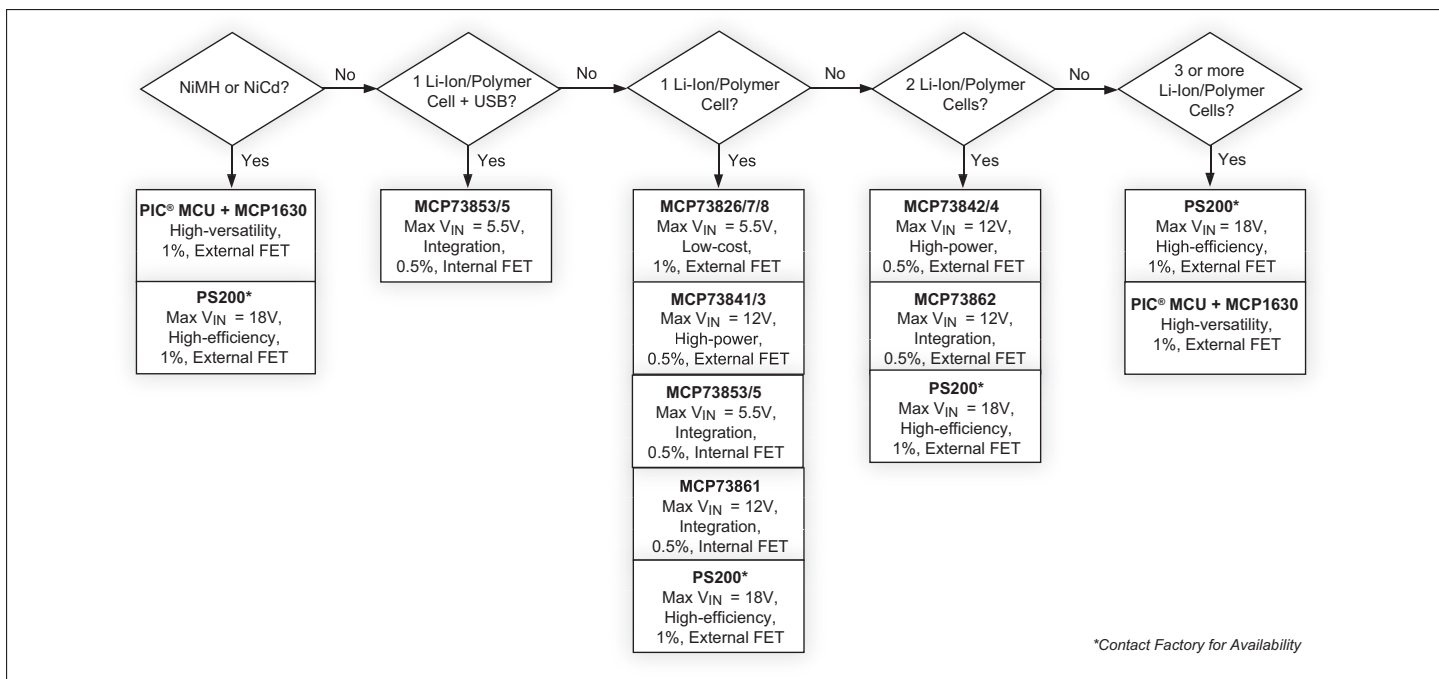 NiMH or NiCd?
No
1 Li-Ion/Polymer
Cell + USB?
No
1 Li-Ion/Polymer
Cell?
No
2 Li-Ion/Polymer
Cells?
No
3 or more
Li-Ion/Polymer
Cells?
Yes
Yes
Yes
Yes
Yes
PIC® MCU + MCP1630
High-versatility,
1%, External FET
PS200*
Max VIN = 18V,
High-efficiency,
1%, External FET
MCP73853/5
Max VIN = 5.5V,
Integration,
0.5%, Internal FET
MCP73826/7/8
Max VIN = 5.5V,
Low-cost,
1%, External FET
MCP73841/3
Max VIN = 12V,
High-power,
0.5%, External FET
MCP73853/5
Max VIN = 5.5V,
Integration,
0.5%, Internal FET
MCP73861
Max VIN = 12V,
Integration,
0.5%, Internal FET
PS200*
Max VIN = 18V,
High-efficiency,
1%, External FET
MCP73842/4
Max VIN = 12V,
High-power,
0.5%, External FET
MCP73862
Max VIN = 12V,
Integration,
0.5%, External FET
PS200*
Max VIN = 18V,
High-efficiency,
1%, External FET
PS200*
Max VIN = 18V,
High-efficiency,
1%, External FET
PIC® MCU + MCP1630
High-versatility,
1%, External FET
*Contact Factory for Availability